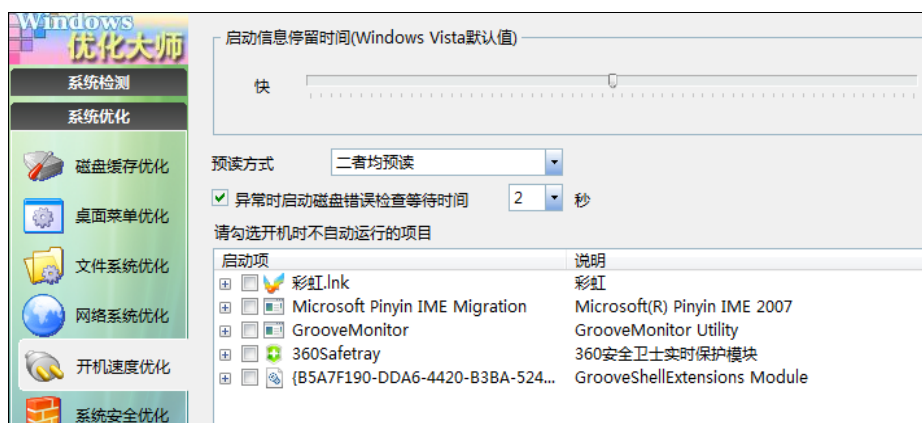 Windows
优化大师
系统检测
系统优化
磁盘缓存优化
桌面菜单优化
文件系统优化
网络系统优化
开机速度优化
系统安全优化
启动信息停留时间(Windows Vista默认值)
快
预读方式 二者均预读
异常时启动磁盘错误检查等待时间 2 秒
请勾选开机时不自动运行的项目
启动项 说明
彩虹.lnk 彩虹
Microsoft Pinyin IME Migration Microsoft(R) Pinyin IME 2007
GrooveMonitor GrooveMonitor Utility
360Safetray 360安全卫士实时保护模块
{B5A7F190-DDA6-4420-B3BA-524... GrooveShellExtensions Module